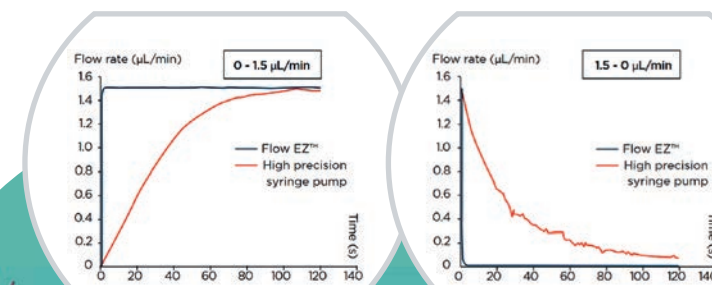 Flow rate (µL/min)
0 - 1.5 µL/min
1.6
1.4
1.2
1.0
0.8
0.6
0.4
0.2
0
Flow EZ™
High precision
syringe pump
Time (s)
0 20 40 60 80 100 120 140
Flow rate (µL/min)
1.5 - 0 µL/min
1.6
1.4
1.2
1.0
0.8
0.6
0.4
0.2
0
Flow EZ™
High precision
syringe pump
Time (s)
0 20 40 60 80 100 120 140